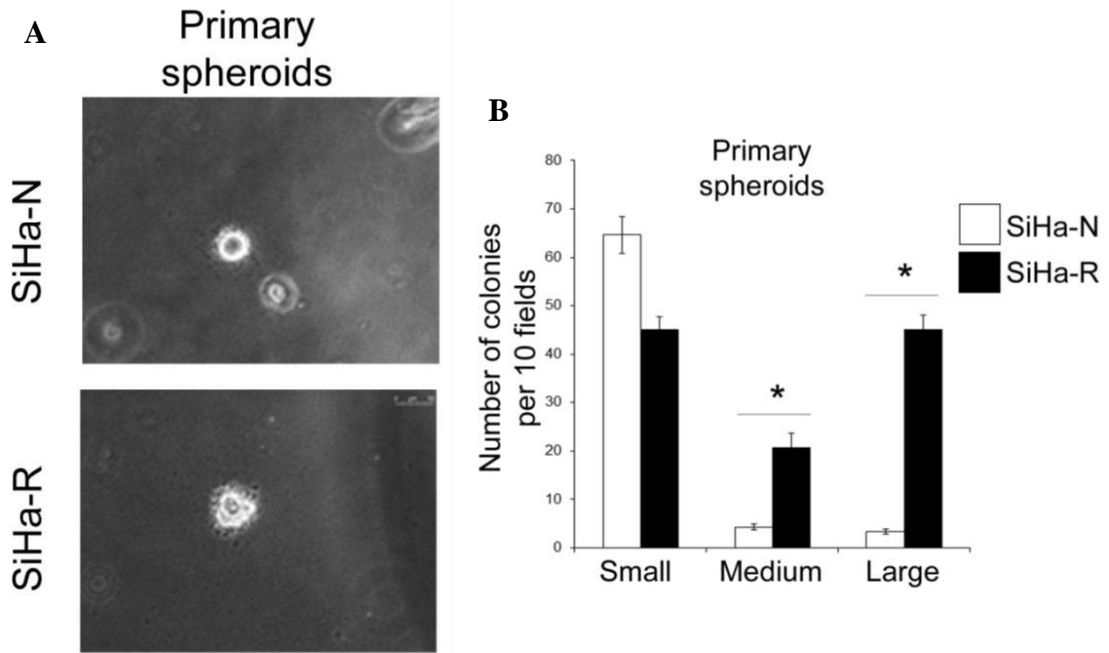 A
Primary
spheroids
SiHa-N
SiHa-R
B
Primary
spheroids
Number of colonies
per 10 fields
80
70
60
50
40
30
20
10
0
*
*
Small Medium Large
SiHa-N
SiHa-R